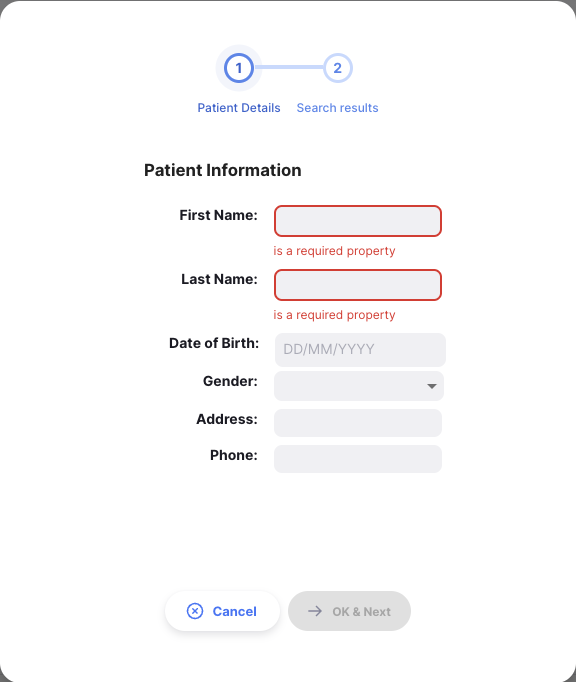 1 2
Patient Details Search results
Patient Information
First Name:
is a required property
Last Name:
is a required property
Date of Birth: DD/MM/YYYY
Gender:
Address:
Phone:
Cancel OK & Next